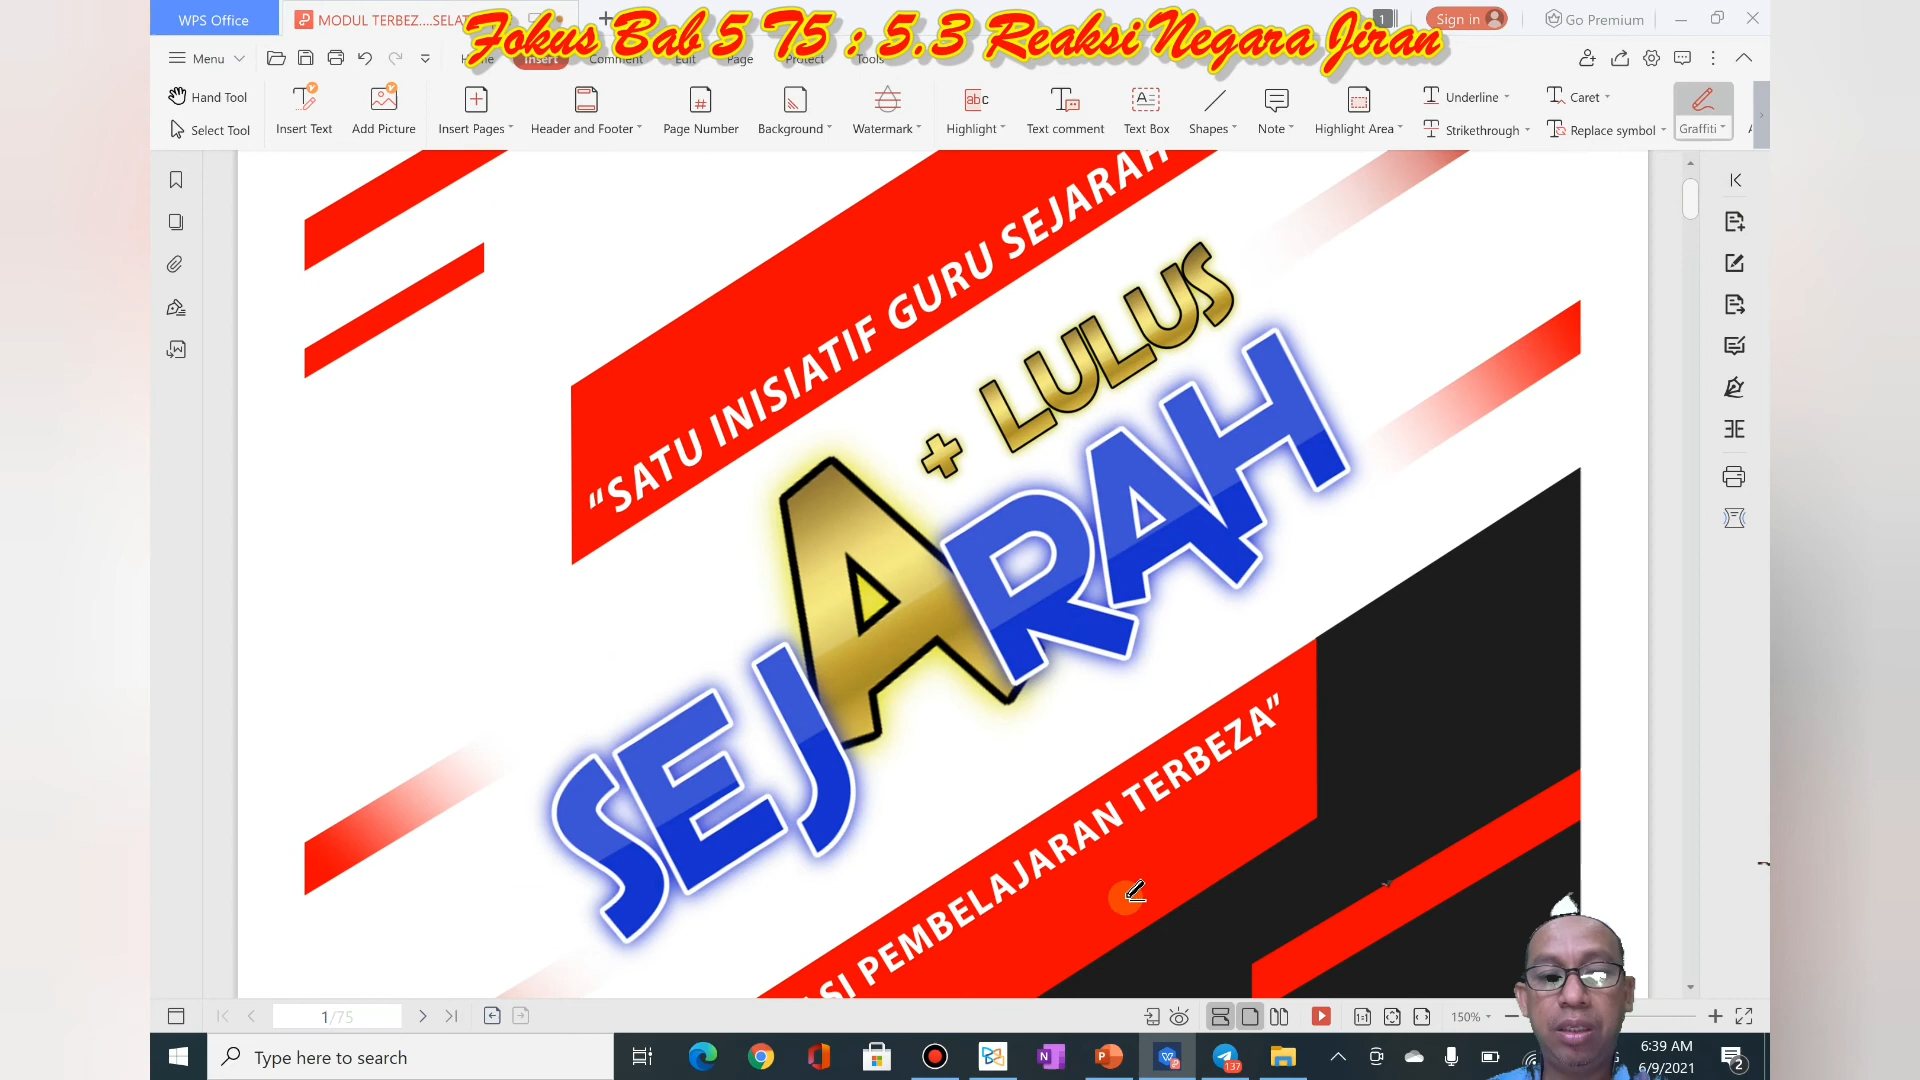 Fokus Bab 5 T5 : 5.3 Reaksi Negara Jiran
WPS Office
MODUL TERBEZ....SELAT
1
Sign in
Go Premium
Menu
Insert
Comment
Edit
Page
Protect
Tools
Hand Tool
Select Tool
Insert Text
Add Picture
Insert Pages
Header and Footer
Page Number
Background
Watermark
Highlight
Text comment
Text Box
Shapes
Note
Highlight Area
Underline
Strikethrough
Caret
Replace symbol
Graffiti
"SATU INISIATIF GURU SEJARAH
A + LULUS
SEJARAH
SI PEMBELAJARAN TERBEZA"
1/75
150%
Type here to search
137
6:39 AM
6/9/2021
2